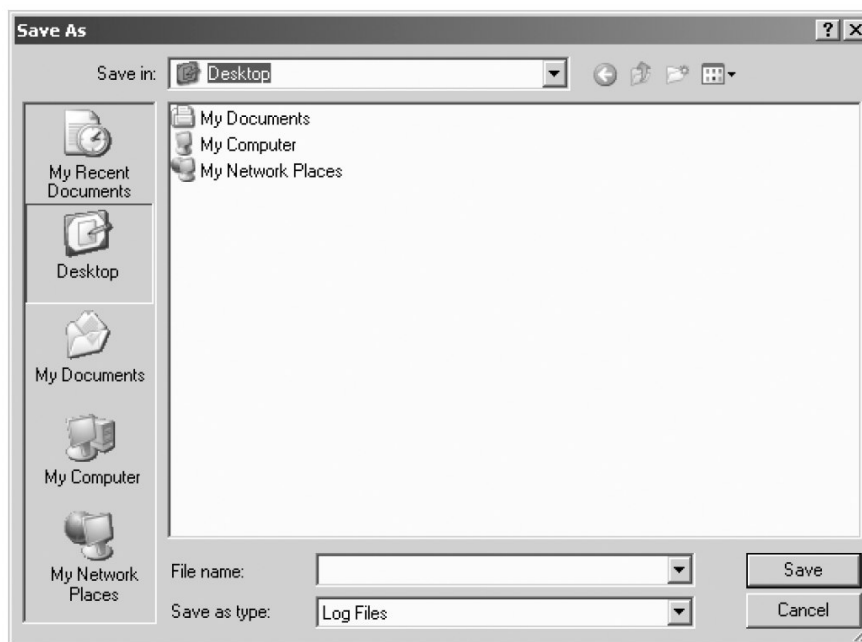 Save As
Save in: Desktop
My Documents
My Computer
My Network Places
My Recent
Documents
Desktop
My Documents
My Computer
My Network
Places
File name:
Save
Save as type: Log Files
Cancel